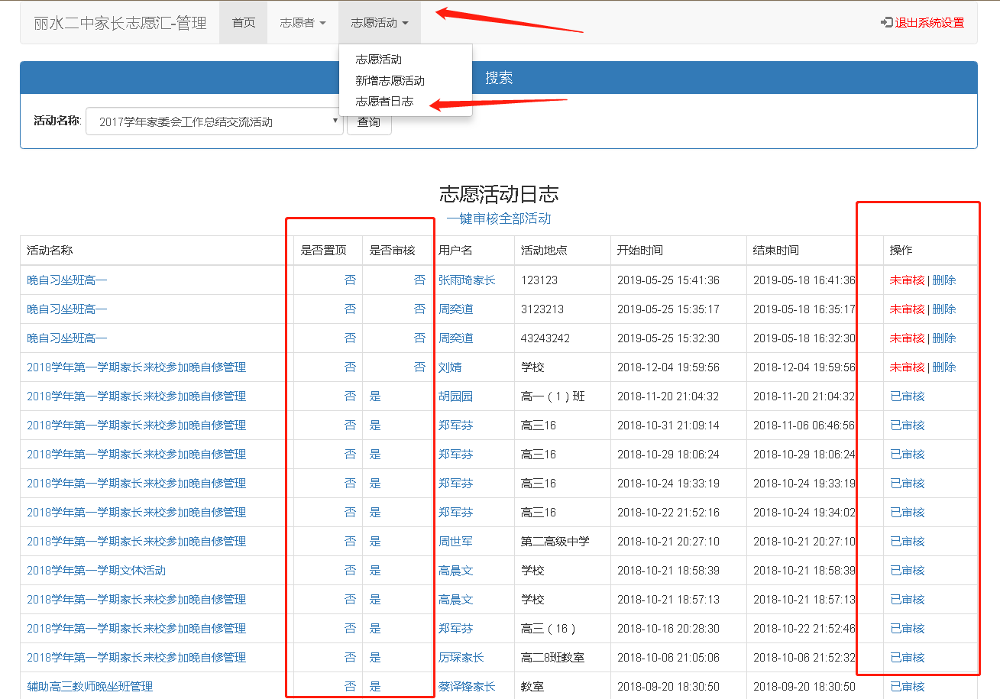 丽水二中家长志愿汇-管理 首页 志愿者 志愿活动 退出系统设置
志愿活动
新增志愿活动
志愿者日志
搜索
活动名称: 2017学年家委会工作总结交流活动 查询
志愿活动日志
一键审核全部活动
活动名称 是否置顶 是否审核 用户名 活动地点 开始时间 结束时间 操作
晚自习坐班高一 否 否 张雨琦家长 123123 2019-05-25 15:41:36 2019-05-18 16:41:36 未审核 | 删除
晚自习坐班高一 否 否 周奕道 3123213 2019-05-25 15:35:17 2019-05-18 16:35:17 未审核 | 删除
晚自习坐班高一 否 否 周奕道 43243242 2019-05-25 15:32:30 2019-05-18 16:32:30 未审核 | 删除
2018学年第一学期家长来校参加晚自修管理 否 否 刘婧 学校 2018-12-04 19:59:56 2018-12-04 19:59:56 未审核 | 删除
2018学年第一学期家长来校参加晚自修管理 否 是 胡园园 高一（1）班 2018-11-20 21:04:32 2018-11-20 21:04:32 已审核
2018学年第一学期家长来校参加晚自修管理 否 是 郑军芬 高三16 2018-10-31 21:09:14 2018-11-06 06:46:56 已审核
2018学年第一学期家长来校参加晚自修管理 否 是 郑军芬 高三16 2018-10-29 18:06:24 2018-10-29 18:06:24 已审核
2018学年第一学期家长来校参加晚自修管理 否 是 郑军芬 高三16 2018-10-24 19:33:19 2018-10-24 19:33:19 已审核
2018学年第一学期家长来校参加晚自修管理 否 是 郑军芬 高三16 2018-10-22 21:52:16 2018-10-24 19:34:02 已审核
2018学年第一学期家长来校参加晚自修管理 否 是 周世军 第二高级中学 2018-10-21 20:27:10 2018-10-21 20:27:10 已审核
2018学年第一学期文体活动 否 是 高晨文 学校 2018-10-21 18:58:39 2018-10-21 18:58:39 已审核
2018学年第一学期家长来校参加晚自修管理 否 是 高晨文 学校 2018-10-21 18:57:13 2018-10-21 18:57:13 已审核
2018学年第一学期家长来校参加晚自修管理 否 是 郑军芬 高三（16） 2018-10-16 20:28:30 2018-10-22 21:52:46 已审核
2018学年第一学期家长来校参加晚自修管理 否 是 厉琛家长 高二8班教室 2018-10-06 21:05:06 2018-10-06 21:52:32 已审核
辅助高三教师晚坐班管理 否 是 蔡泽锋家长 教室 2018-09-20 18:30:50 2018-09-20 18:30:50 已审核